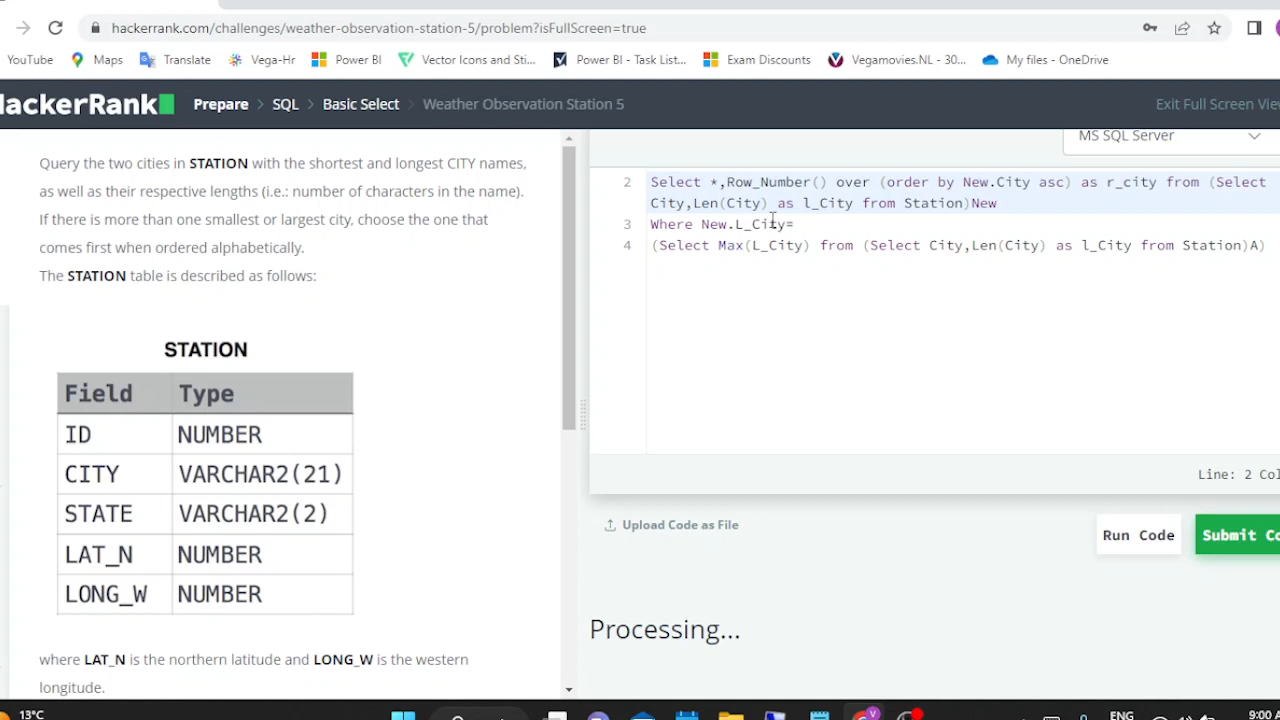 hackerrank.com/challenges/weather-observation-station-5/problem?isFullScreen=true
YouTube Maps Translate Vega-Hr Power BI Vector Icons and Sti... Power BI - Task List... Exam Discounts Vegamovies.NL - 30... My files - OneDrive
HackerRank Prepare > SQL > Basic Select > Weather Observation Station 5 Exit Full Screen Vie
MS SQL Server
Query the two cities in STATION with the shortest and longest CITY names,
as well as their respective lengths (i.e.: number of characters in the name).
If there is more than one smallest or largest city, choose the one that
comes first when ordered alphabetically.
The STATION table is described as follows:
STATION
Field Type
ID NUMBER
CITY VARCHAR2(21)
STATE VARCHAR2(2)
LAT_N NUMBER
LONG_W NUMBER
where LAT_N is the northern latitude and LONG_W is the western
longitude.
2 Select *,Row_Number() over (order by New.City asc) as r_city from (Select
City,Len(City) as l_City from Station)New
3 Where New.L_City=
4 (Select Max(L_City) from (Select City,Len(City) as l_City from Station)A)
Line: 2 Col
Upload Code as File
Run Code
Submit Co
Processing...
13°C
ENG
9:00 A